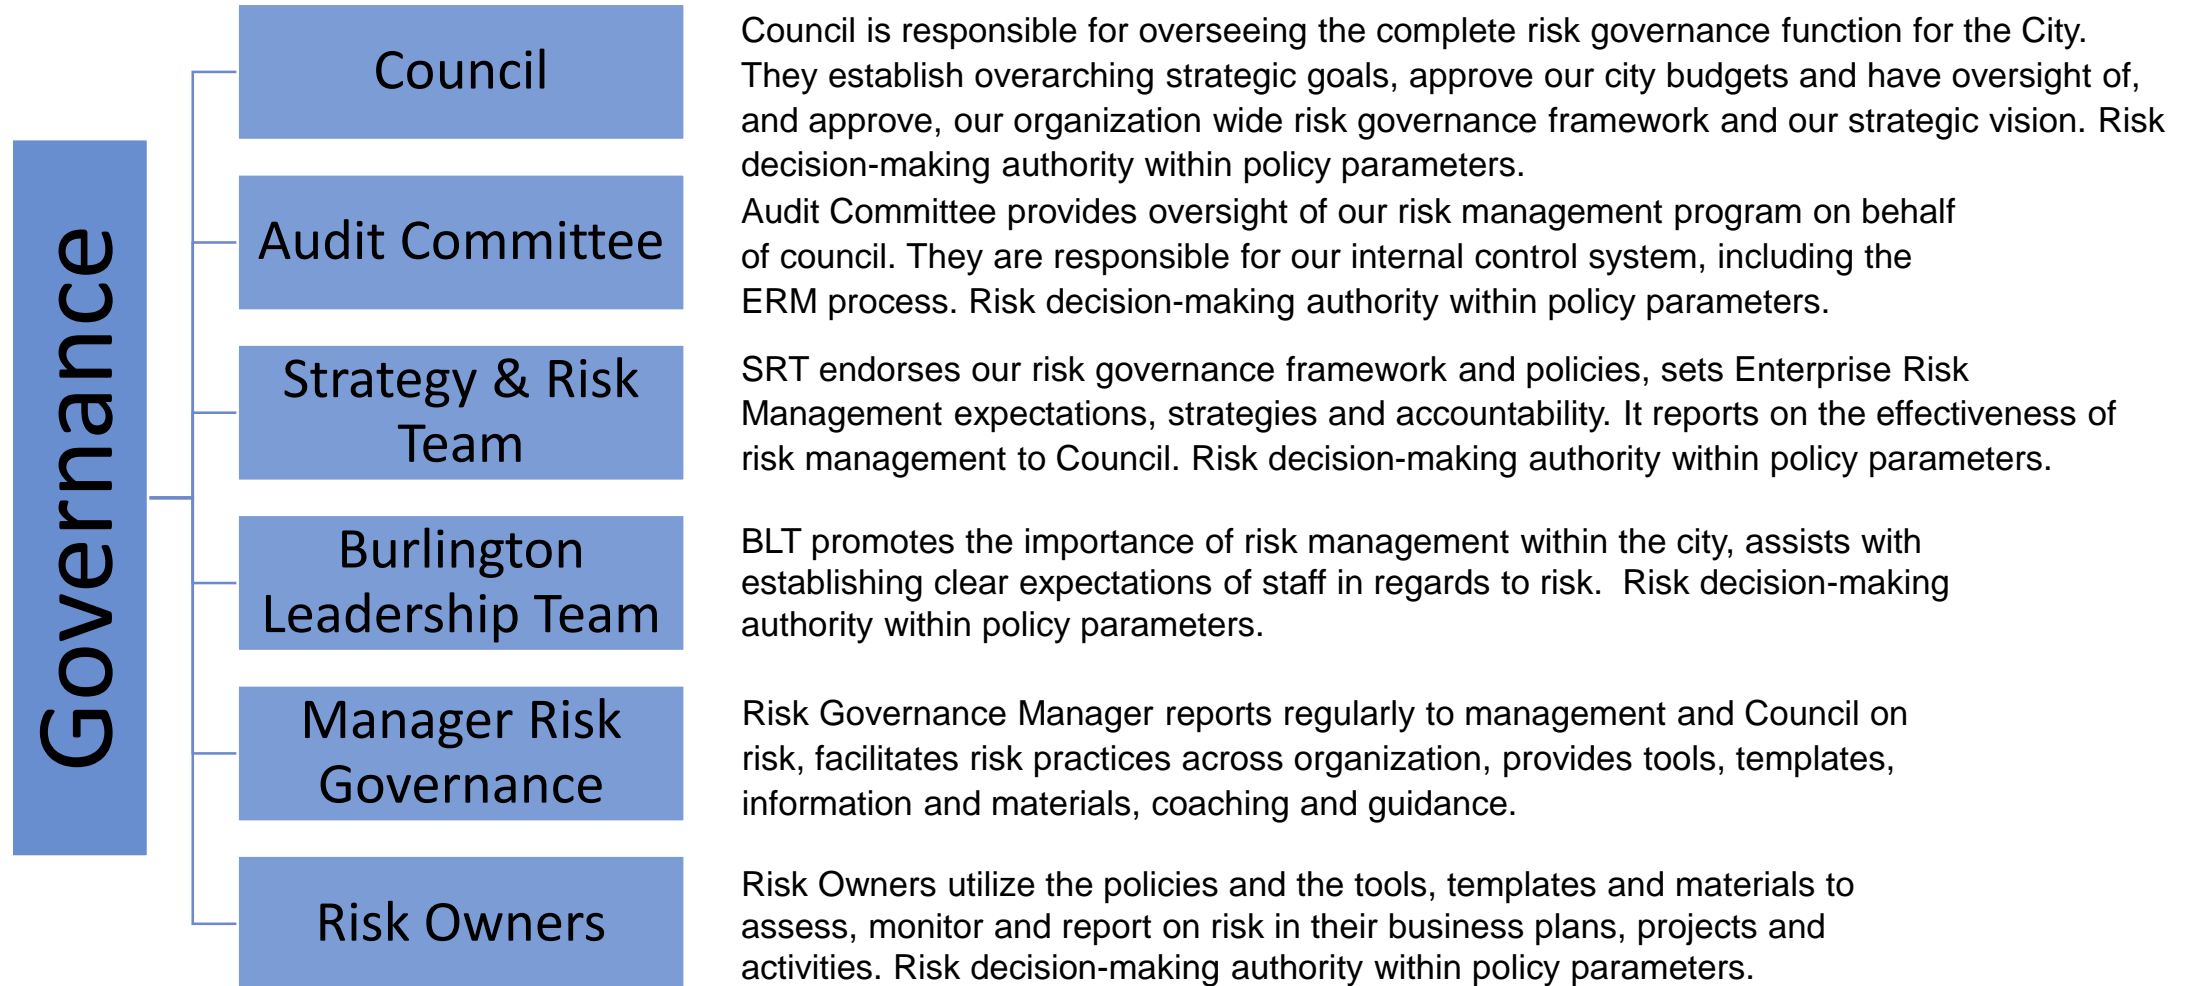 Governance
Council
Council is responsible for overseeing the complete risk governance function for the City.
They establish overarching strategic goals, approve our city budgets and have oversight of,
and approve, our organization wide risk governance framework and our strategic vision. Risk
decision-making authority within policy parameters.
Audit Committee
Audit Committee provides oversight of our risk management program on behalf
of council. They are responsible for our internal control system, including the
ERM process. Risk decision-making authority within policy parameters.
Strategy & Risk
Team
SRT endorses our risk governance framework and policies, sets Enterprise Risk
Management expectations, strategies and accountability. It reports on the effectiveness of
risk management to Council. Risk decision-making authority within policy parameters.
Burlington
Leadership Team
BLT promotes the importance of risk management within the city, assists with
establishing clear expectations of staff in regards to risk.  Risk decision-making
authority within policy parameters.
Manager Risk
Governance
Risk Governance Manager reports regularly to management and Council on
risk, facilitates risk practices across organization, provides tools, templates,
information and materials, coaching and guidance.
Risk Owners
Risk Owners utilize the policies and the tools, templates and materials to
assess, monitor and report on risk in their business plans, projects and
activities. Risk decision-making authority within policy parameters.